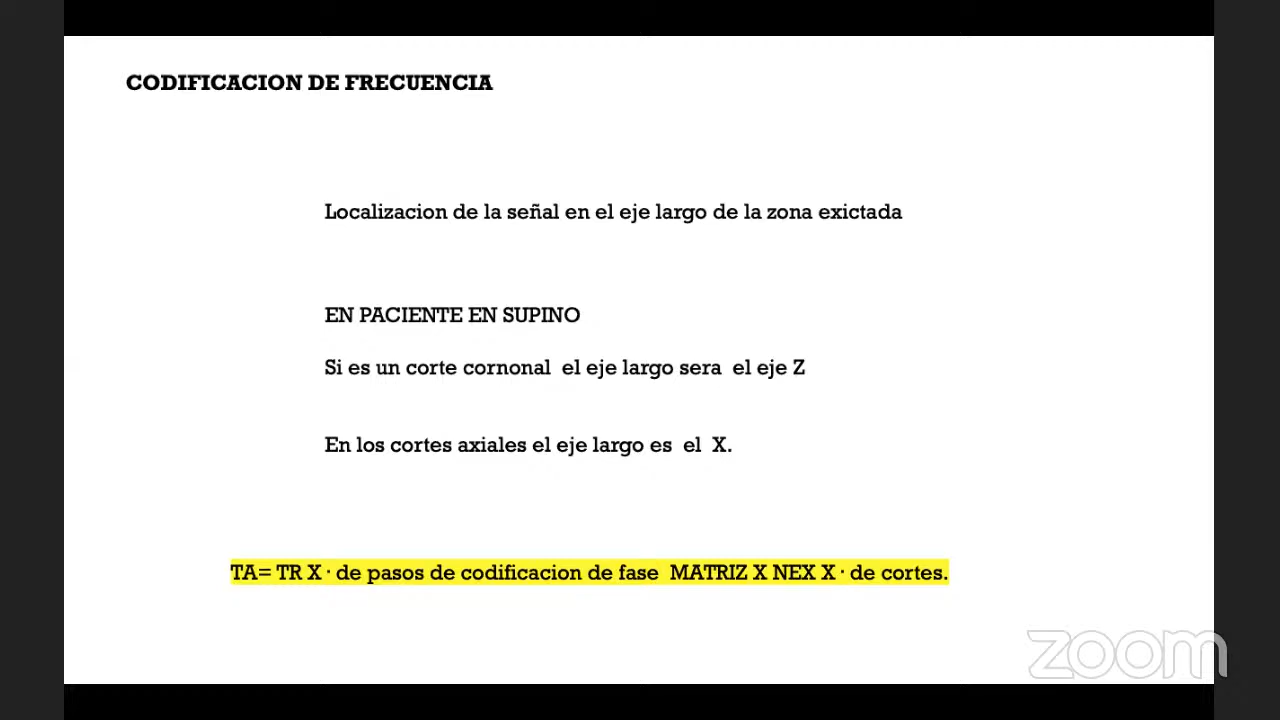 CODIFICACION DE FRECUENCIA
Localizacion de la señal en el eje largo de la zona exictada
EN PACIENTE EN SUPINO
Si es un corte cornonal el eje largo sera el eje Z
En los cortes axiales el eje largo es el X.
TA= TR X · de pasos de codificacion de fase MATRIZ X NEX X · de cortes.
zoom